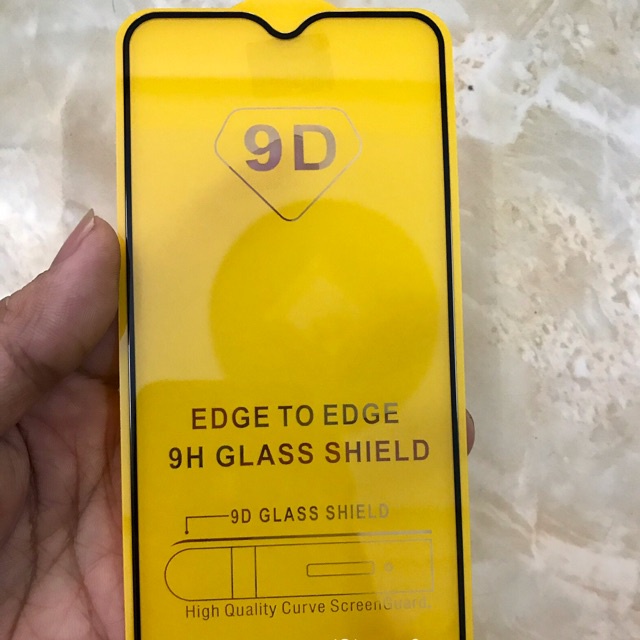 9D
EDGE TO EDGE
9H GLASS SHIELD
9D GLASS SHIELD
High Quality Curve ScreenGuard.